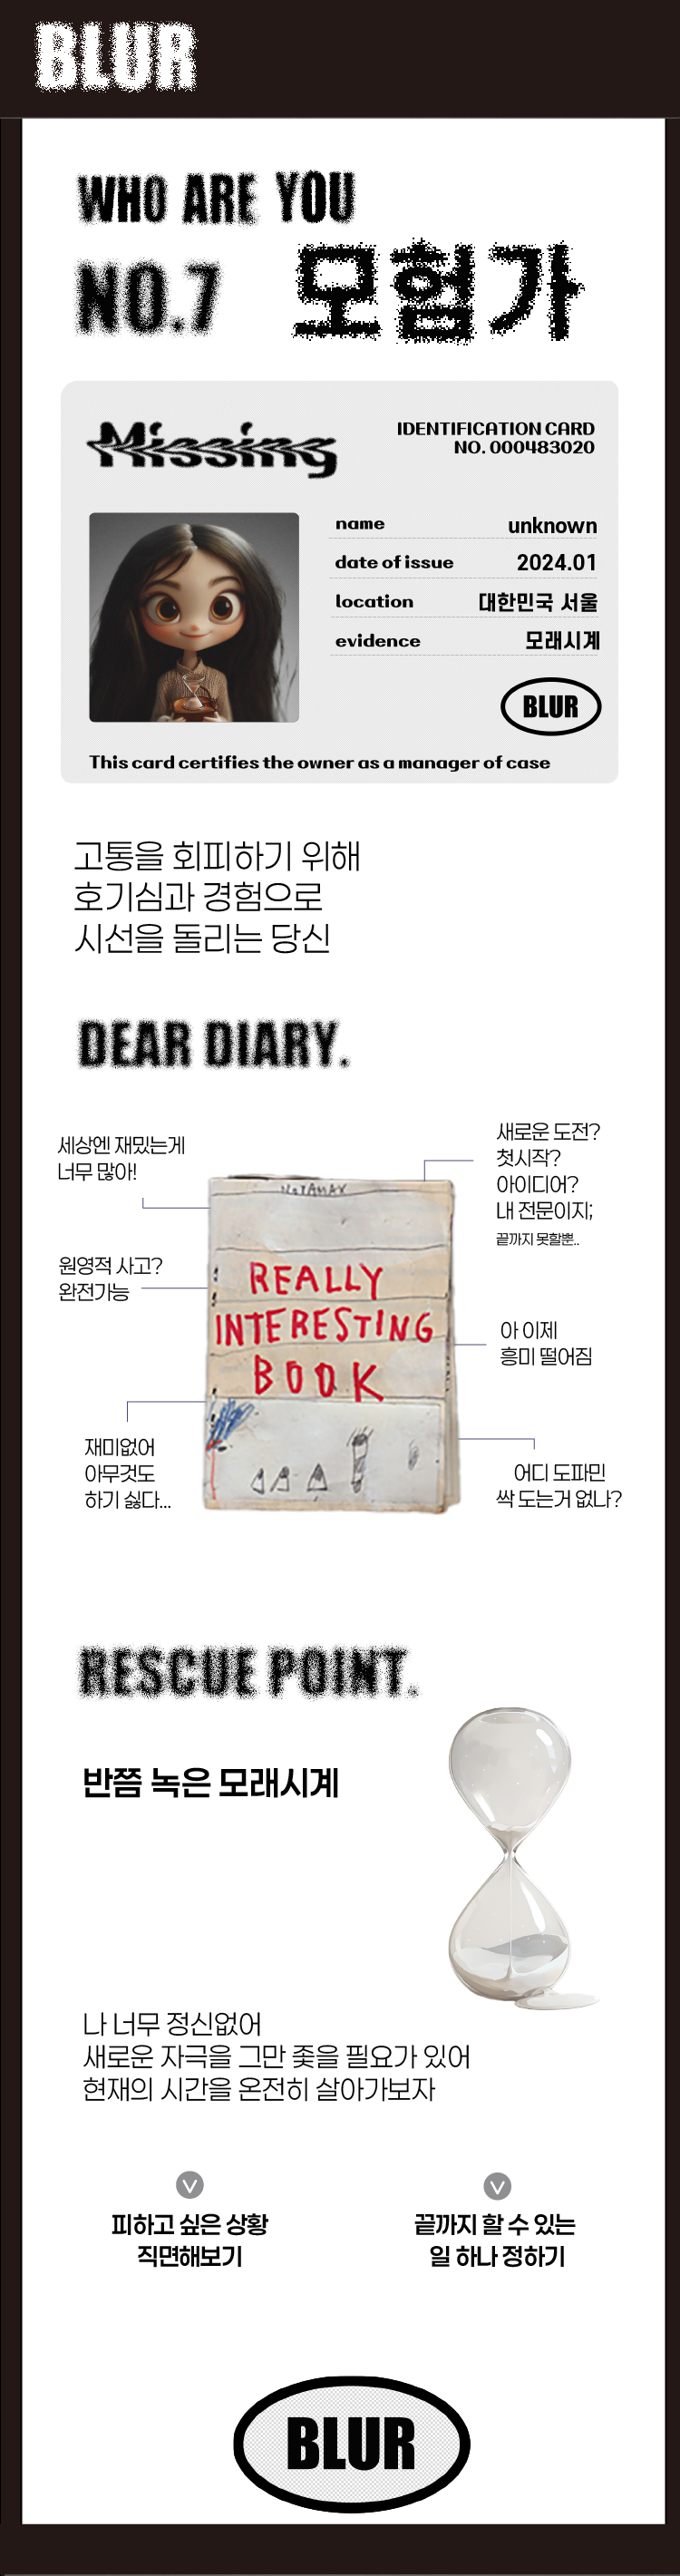 BLUR
WHO ARE YOU
NO.7 모험가
Missing
IDENTIFICATION CARD
NO. 000483020
name unknown
date of issue 2024.01
location 대한민국 서울
evidence 모래시계
BLUR
This card certifies the owner as a manager of case
고통을 회피하기 위해
호기심과 경험으로
시선을 돌리는 당신
DEAR DIARY.
세상엔 재밌는게
너무 많아!
새로운 도전?
첫시작?
아이디어?
내 전문이지;
끝까지 못할뿐..
원영적 사고?
완전가능
REALLY
INTERESTING
BOOK
아 이제
흥미 떨어짐
재미없어
아무것도
하기 싫다...
어디 도파민
싹 도는거 없나?
RESCUE POINT.
반쯤 녹은 모래시계
나 너무 정신없어
새로운 자극을 그만 좇을 필요가 있어
현재의 시간을 온전히 살아가보자
피하고 싶은 상황
직면해보기
끝까지 할 수 있는
일 하나 정하기
BLUR